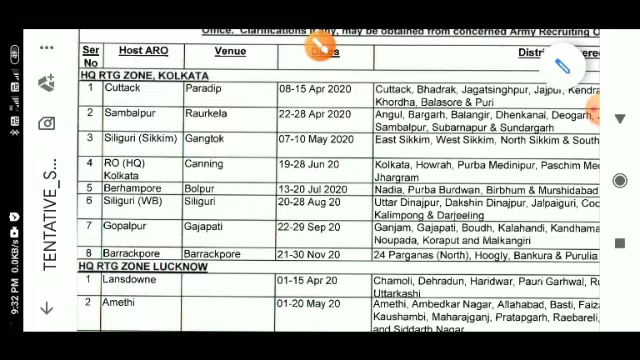 Office. Clarifications if any, may be obtained from concerned Army Recruiting O
Ser No Host ARO Venue Dates
HQ RTG ZONE, KOLKATA
1 Cuttack Paradip 08-15 Apr 2020 Cuttack, Bhadrak, Jagatsinghpur, Jajpur, Kendra
Khordha, Balasore & Puri
2 Sambalpur Raurkela 22-28 Apr 2020 Angul, Bargarh, Balangir, Dhenkanai, Deogarh,
Sambalpur, Subarnapur & Sundargarh
3 Siliguri (Sikkim) Gangtok 07-10 May 2020 East Sikkim, West Sikkim, North Sikkim & South
4 RO (HQ) Kolkata Canning 19-28 Jun 20 Kolkata, Howrah, Purba Medinipur, Paschim Med
Jhargram
5 Berhampore Bolpur 13-20 Jul 2020 Nadia, Purba Burdwan, Birbhum & Murshidabad
6 Siliguri (WB) Siliguri 20-28 Aug 20 Uttar Dinajpur, Dakshin Dinajpur, Jalpaiguri, Coo
Kalimpong & Darjeeling
7 Gopalpur Gajapati 22-29 Sep 20 Ganjam, Gajapati, Boudh, Kalahandi, Kandhama
Noupada, Koraput and Malkangiri
8 Barrackpore Barrackpore 21-30 Nov 20 24 Parganas (North), Hoogly, Bankura & Purulia
HQ RTG ZONE LUCKNOW
1 Lansdowne 01-15 Apr 20 Chamoli, Dehradun, Haridwar, Pauri Garhwal, Ru
Uttarkashi
2 Amethi 01-20 May 20 Amethi, Ambedkar Nagar, Allahabad, Basti, Faiza
Kaushambi, Maharajganj, Pratapgarh, Raebareli,
and Siddarth Nagar
TENTATIVE_S...
9:32 PM 0.0KB/s